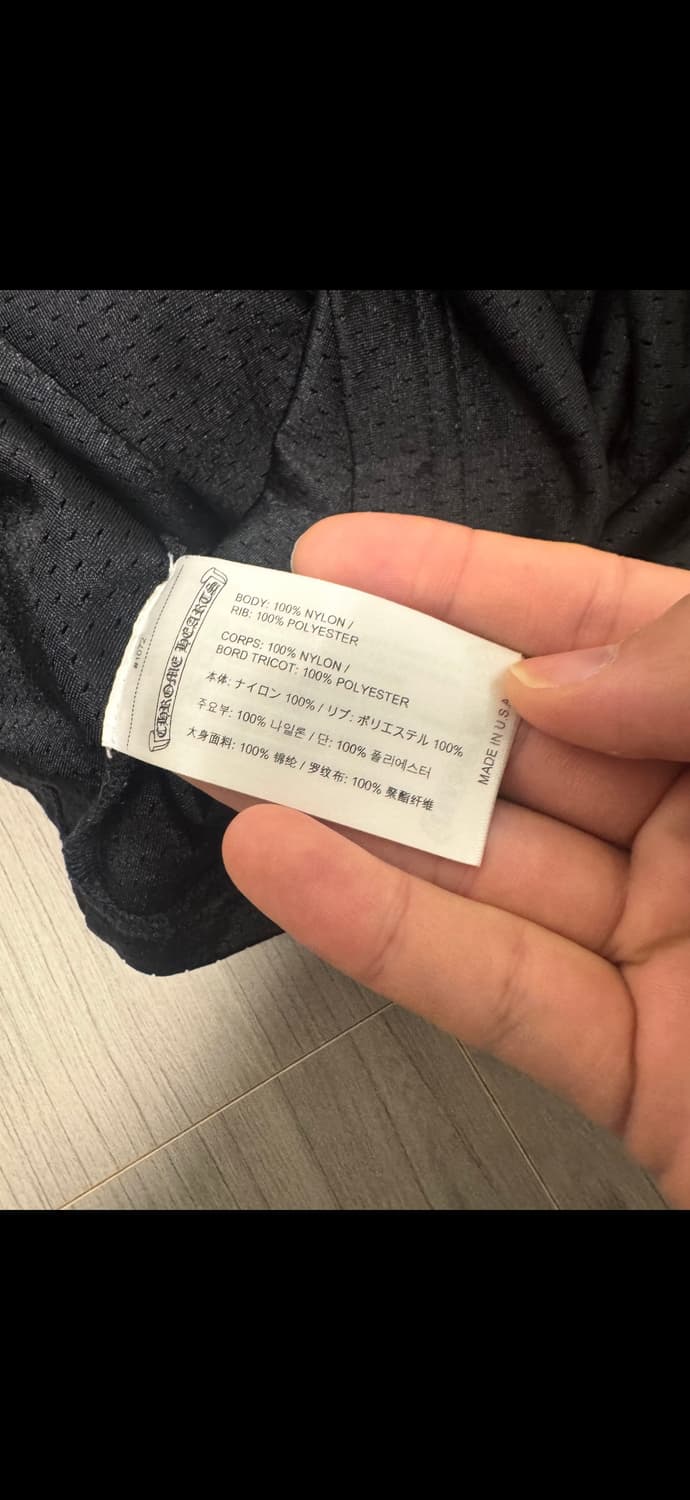 #1072
CHROME HEARTS
BODY: 100% NYLON /
RIB: 100% POLYESTER
CORPS: 100% NYLON /
BORD TRICOT: 100% POLYESTER
本体: ナイロン 100% / リブ: ポリエステル 100%
주요부: 100% 나일론 / 단: 100% 폴리에스터
大身面料: 100% 锦纶 / 罗纹布: 100% 聚酯纤维
MADE IN U.S.A